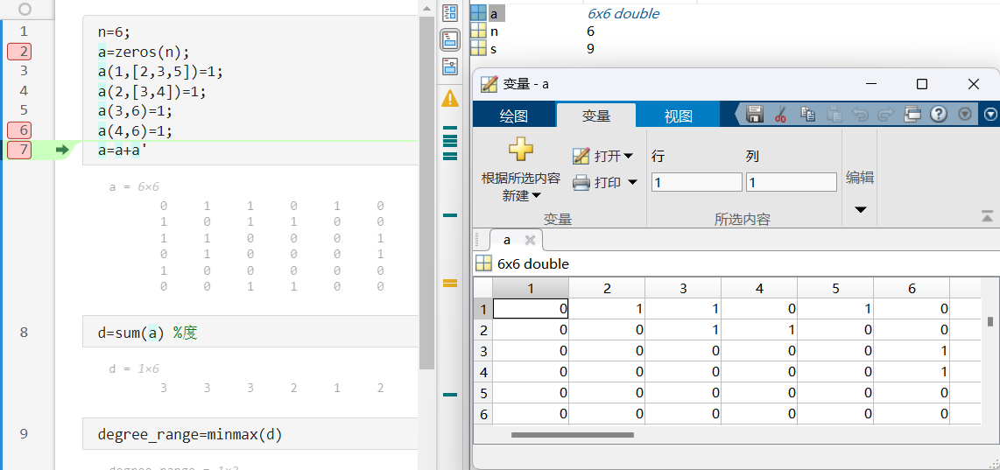 1 n=6;
2 a=zeros(n);
3 a(1,[2,3,5])=1;
4 a(2,[3,4])=1;
5 a(3,6)=1;
6 a(4,6)=1;
7 a=a+a'
a = 6×6
0 1 1 0 1 0
1 0 1 1 0 0
1 1 0 0 0 1
0 1 0 0 0 1
1 0 0 0 0 0
0 0 1 1 0 0
8 d=sum(a) %度
d = 1×6
3 3 3 2 1 2
9 degree_range=minmax(d)
a 6x6 double
n 6
s 9
变量 - a
绘图 变量 视图
根据所选内容
新建
打开
打印
变量
行 列
1 1
所选内容
编辑
a
6x6 double
1 2 3 4 5 6
1 0 1 1 0 1 0
2 0 0 1 1 0 0
3 0 0 0 0 0 1
4 0 0 0 0 0 1
5 0 0 0 0 0 0
6 0 0 0 0 0 0